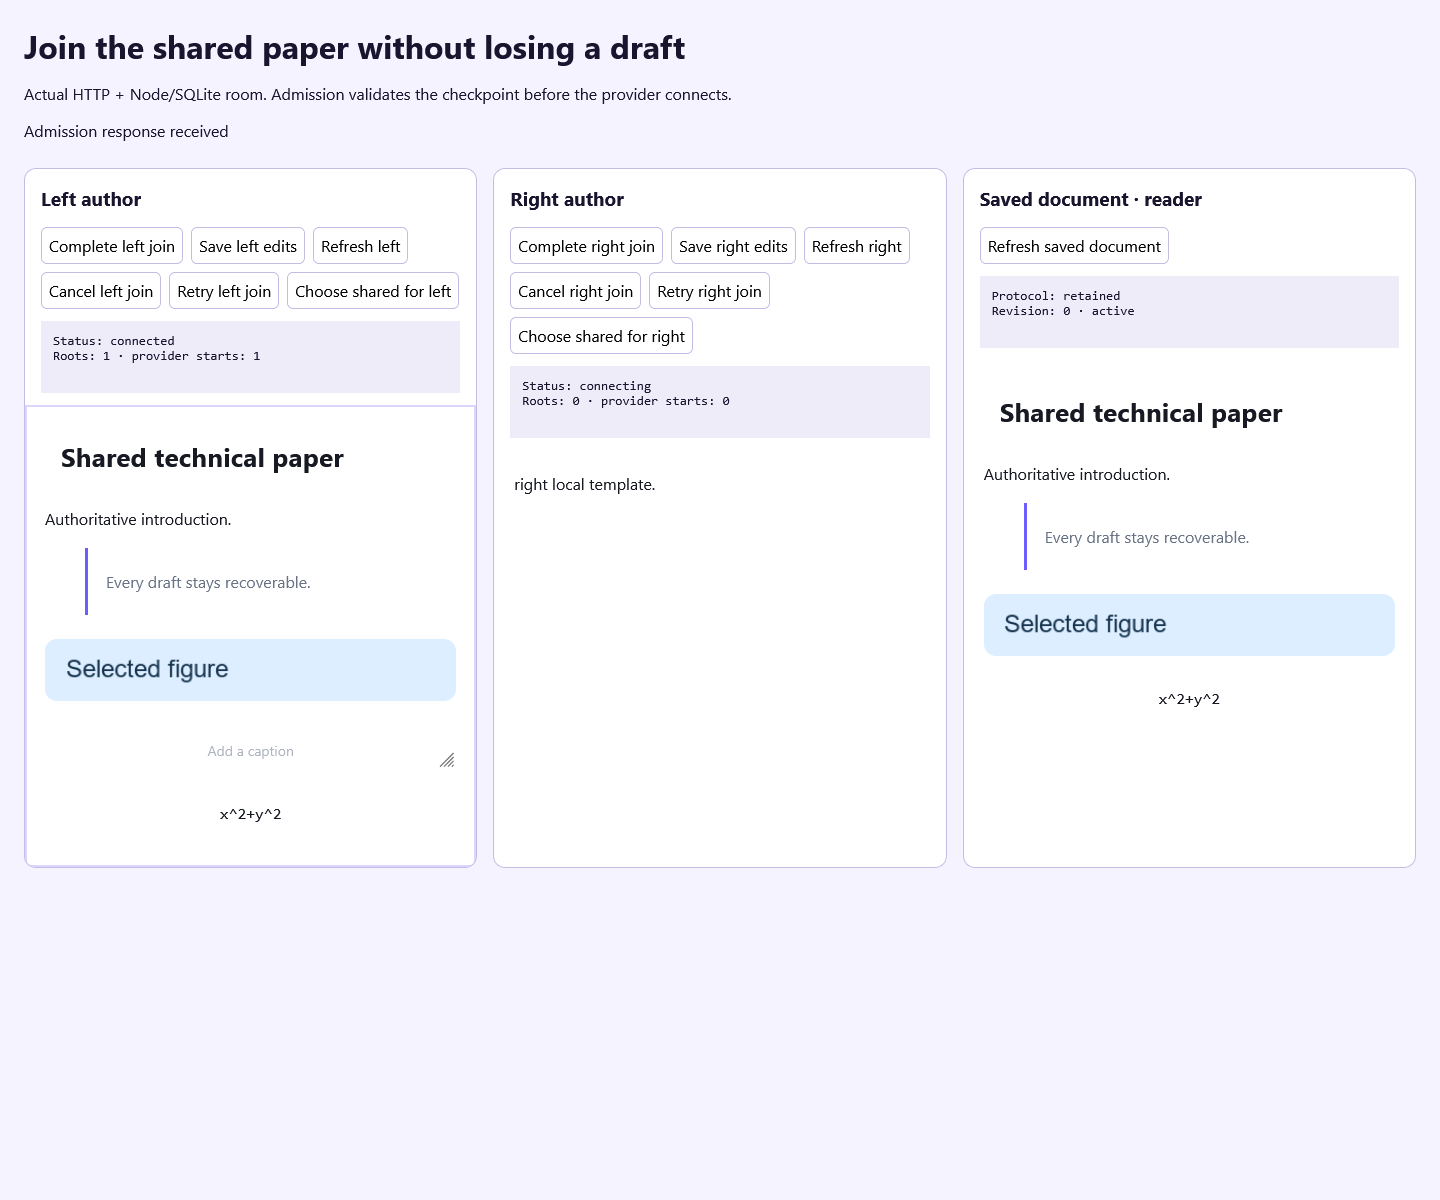 Join the shared paper without losing a draft
Actual HTTP + Node/SQLite room. Admission validates the checkpoint before the provider connects.
Admission response received
Left author
Complete left join
Save left edits
Refresh left
Cancel left join
Retry left join
Choose shared for left
Status: connected
Roots: 1 · provider starts: 1
Shared technical paper
Authoritative introduction.
Every draft stays recoverable.
Selected figure
Add a caption
x^2+y^2
Right author
Complete right join
Save right edits
Refresh right
Cancel right join
Retry right join
Choose shared for right
Status: connecting
Roots: 0 · provider starts: 0
right local template.
Saved document · reader
Refresh saved document
Protocol: retained
Revision: 0 · active
Shared technical paper
Authoritative introduction.
Every draft stays recoverable.
Selected figure
x^2+y^2